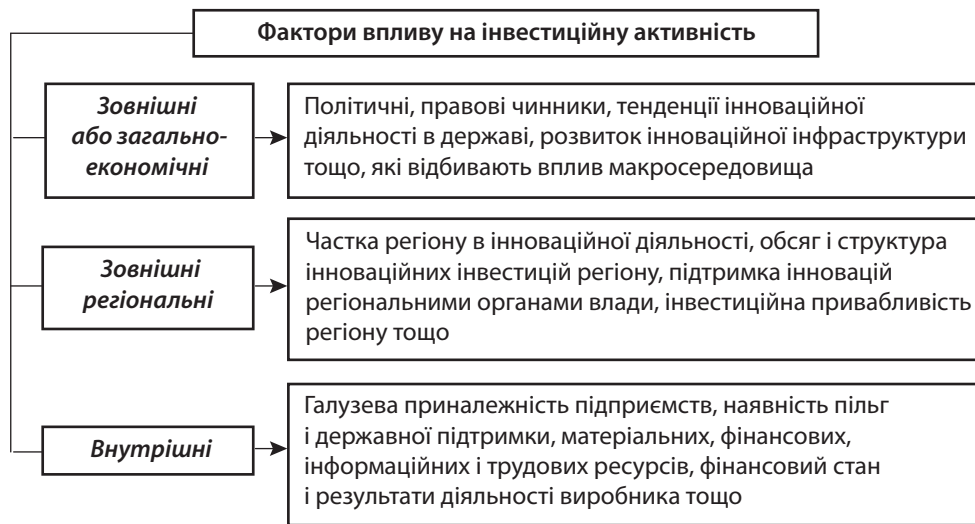 Фактори впливу на інвестиційну активність
Зовнішні
або загально-
економічні
Політичні, правові чинники, тенденції інноваційної
діяльності в державі, розвиток інноваційної інфраструктури
тощо, які відбивають вплив макросередовища
Зовнішні
регіональні
Частка регіону в інноваційної діяльності, обсяг і структура
інноваційних інвестицій регіону, підтримка інновацій
регіональними органами влади, інвестиційна привабливість
регіону тощо
Внутрішні
Галузева приналежність підприємств, наявність пільг
і державної підтримки, матеріальних, фінансових,
інформаційних і трудових ресурсів, фінансовий стан
і результати діяльності виробника тощо